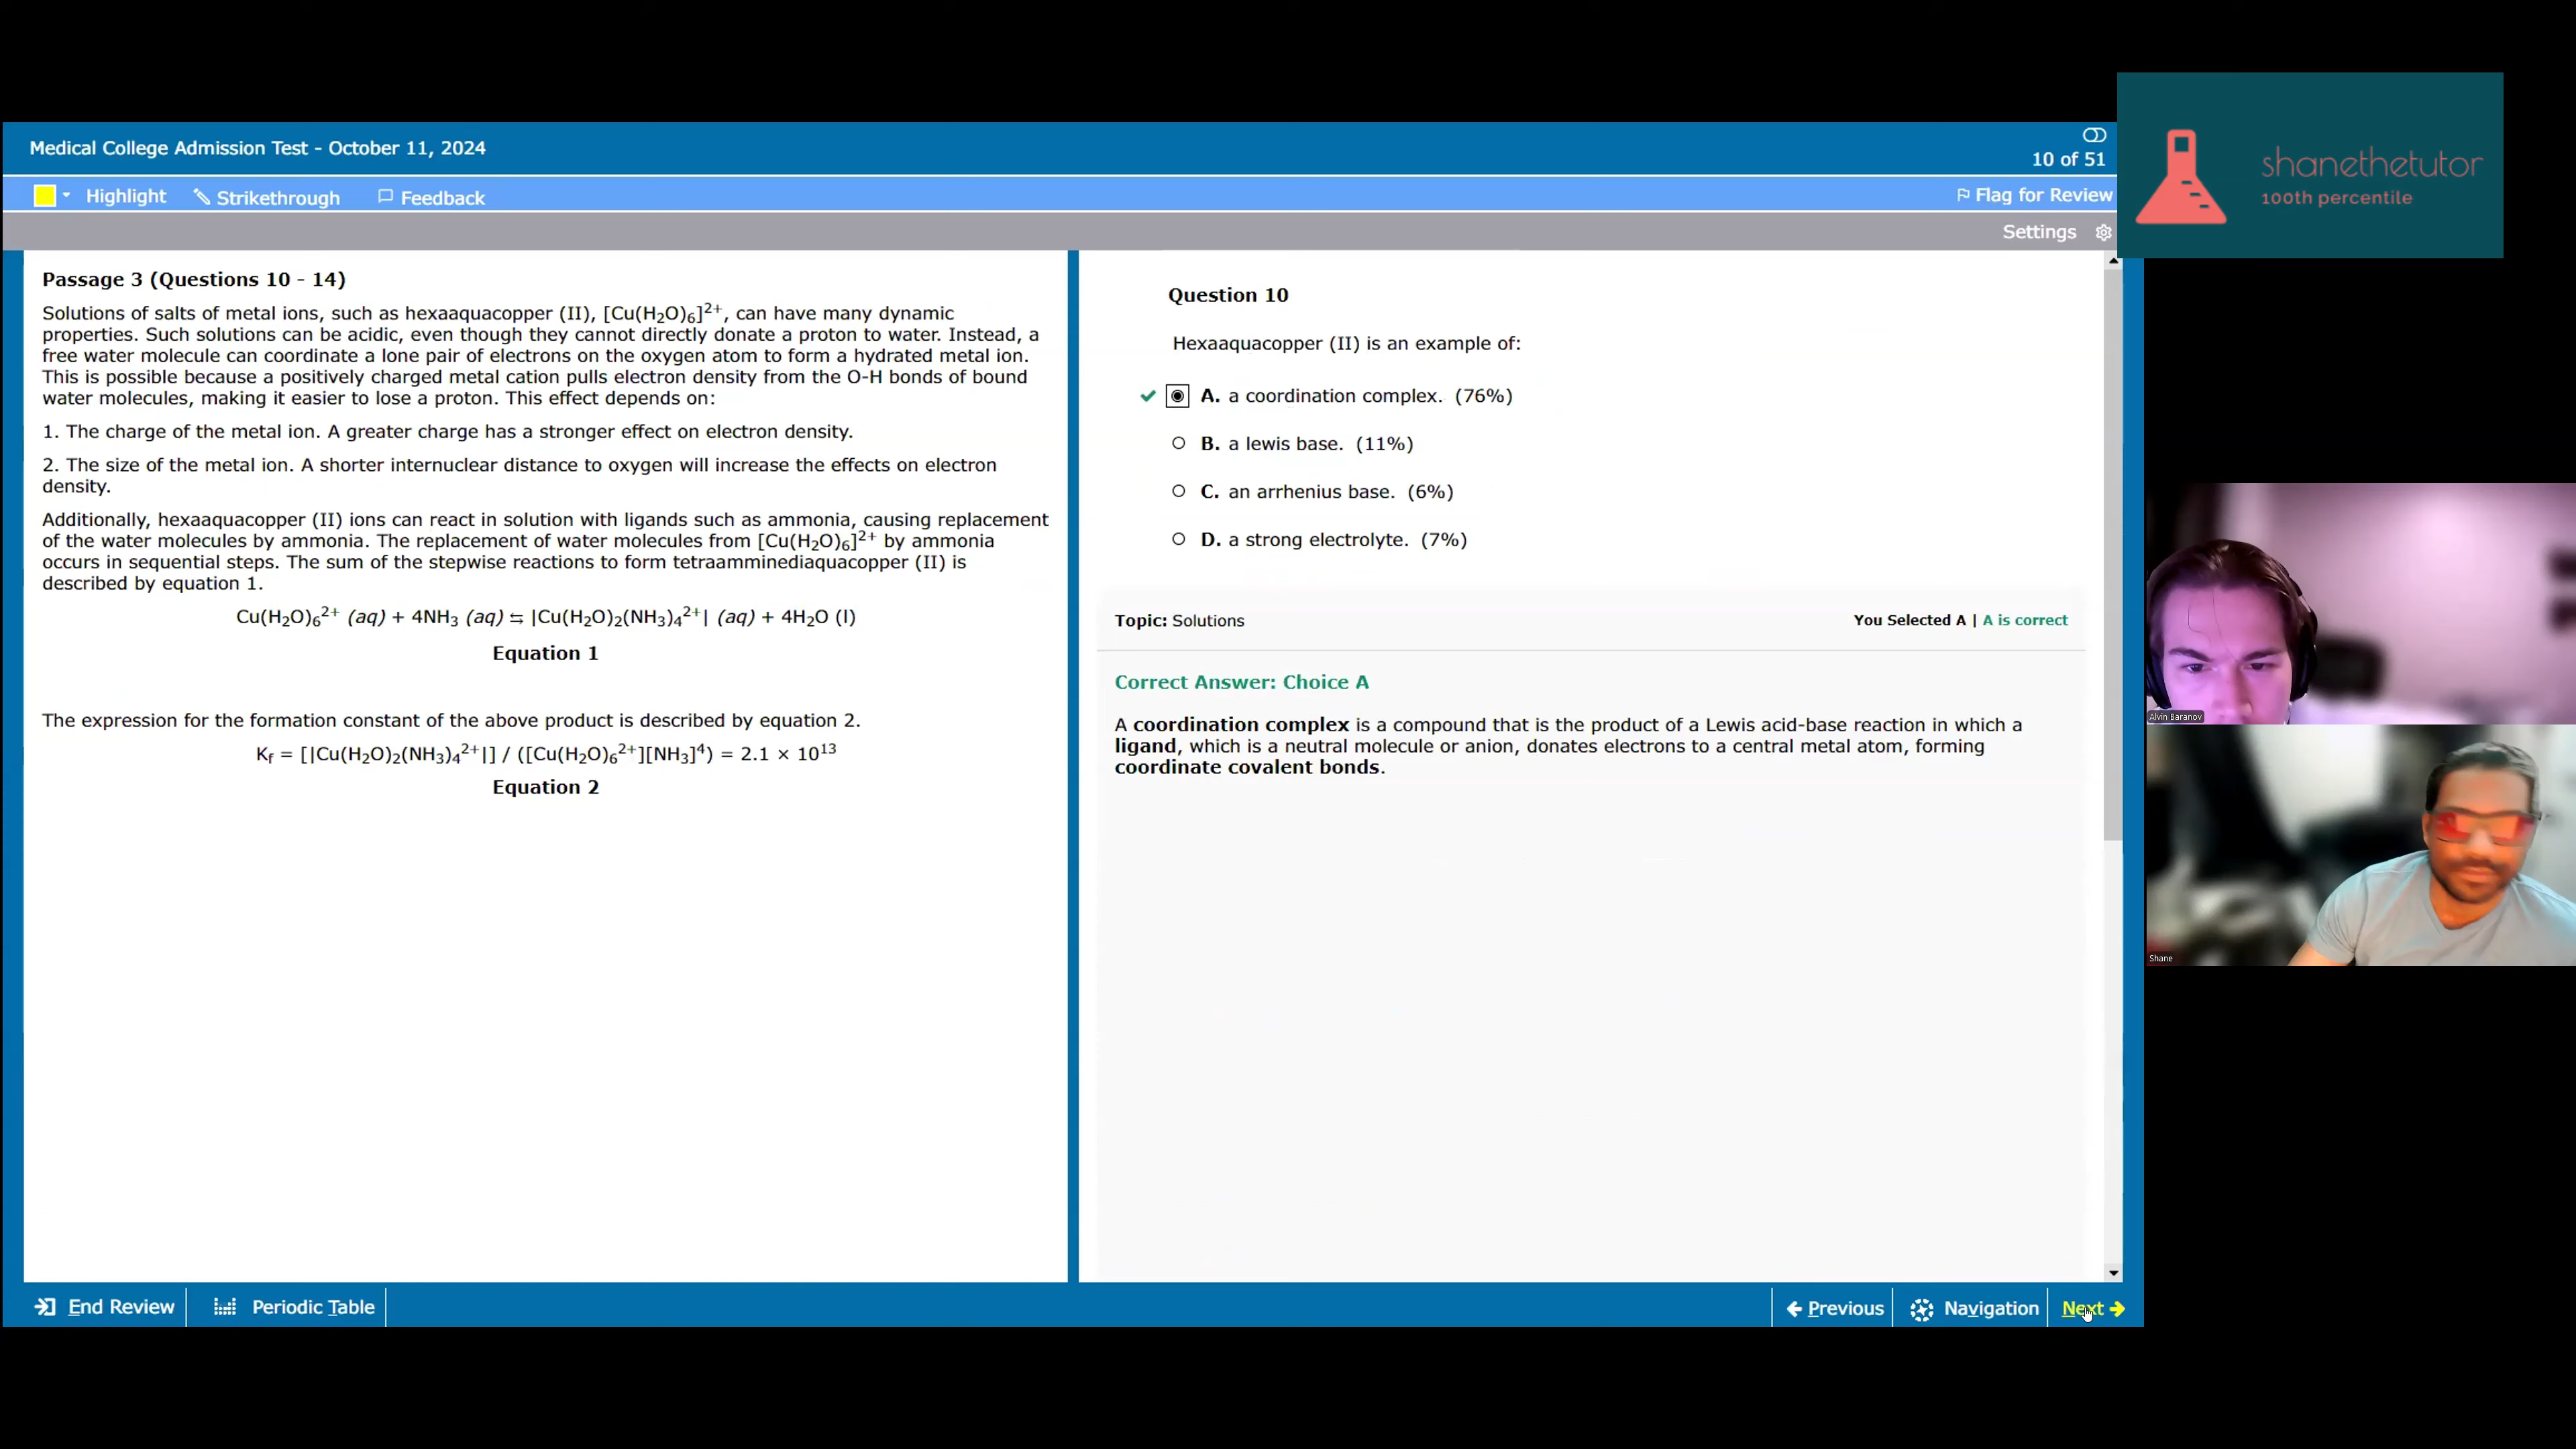 shanethetutor
100th percentile
Medical College Admission Test - October 11, 2024
10 of 51
Highlight
Strikethrough
Feedback
Flag for Review
Settings
Passage 3 (Questions 10 - 14)
Solutions of salts of metal ions, such as hexaaquacopper (II), [Cu(H₂O)₆]²⁺, can have many dynamic
properties. Such solutions can be acidic, even though they cannot directly donate a proton to water. Instead, a
free water molecule can coordinate a lone pair of electrons on the oxygen atom to form a hydrated metal ion.
This is possible because a positively charged metal cation pulls electron density from the O-H bonds of bound
water molecules, making it easier to lose a proton. This effect depends on:
1. The charge of the metal ion. A greater charge has a stronger effect on electron density.
2. The size of the metal ion. A shorter internuclear distance to oxygen will increase the effects on electron
density.
Additionally, hexaaquacopper (II) ions can react in solution with ligands such as ammonia, causing replacement
of the water molecules by ammonia. The replacement of water molecules from [Cu(H₂O)₆]²⁺ by ammonia
occurs in sequential steps. The sum of the stepwise reactions to form tetraamminediaquacopper (II) is
described by equation 1.
Cu(H₂O)₆²⁺ (aq) + 4NH₃ (aq) ⇆ |Cu(H₂O)₂(NH₃)₄²⁺| (aq) + 4H₂O (l)
Equation 1
The expression for the formation constant of the above product is described by equation 2.
K_f = [|Cu(H₂O)₂(NH₃)₄²⁺|] / ([Cu(H₂O)₆²⁺][NH₃]⁴) = 2.1 × 10¹³
Equation 2
Question 10
Hexaaquacopper (II) is an example of:
A. a coordination complex. (76%)
B. a lewis base. (11%)
C. an arrhenius base. (6%)
D. a strong electrolyte. (7%)
Topic: Solutions
You Selected A | A is correct
Correct Answer: Choice A
A coordination complex is a compound that is the product of a Lewis acid-base reaction in which a
ligand, which is a neutral molecule or anion, donates electrons to a central metal atom, forming
coordinate covalent bonds.
Alvin Baranov
Shane
End Review
Periodic Table
Previous
Navigation
Next